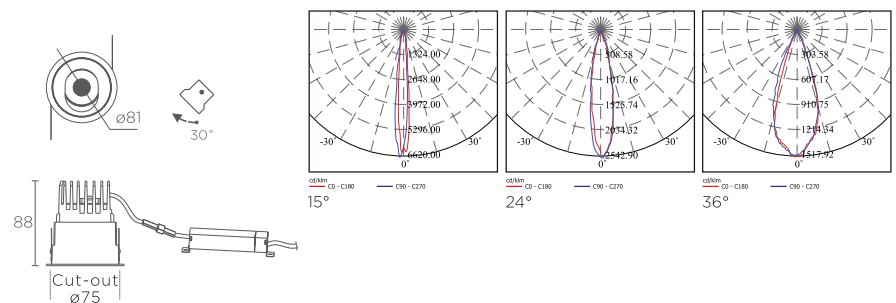 ø81
30°
88
Cut-out
ø75
1324.00
2648.00
3972.00
5296.00
6620.00
-30°
30°
0°
cd/klm
C0 - C180
C90 - C270
15°
508.58
1017.16
1525.74
2034.32
2542.90
-30°
30°
0°
cd/klm
C0 - C180
C90 - C270
24°
303.58
607.17
910.75
1214.34
1517.92
-30°
30°
0°
cd/klm
C0 - C180
C90 - C270
36°